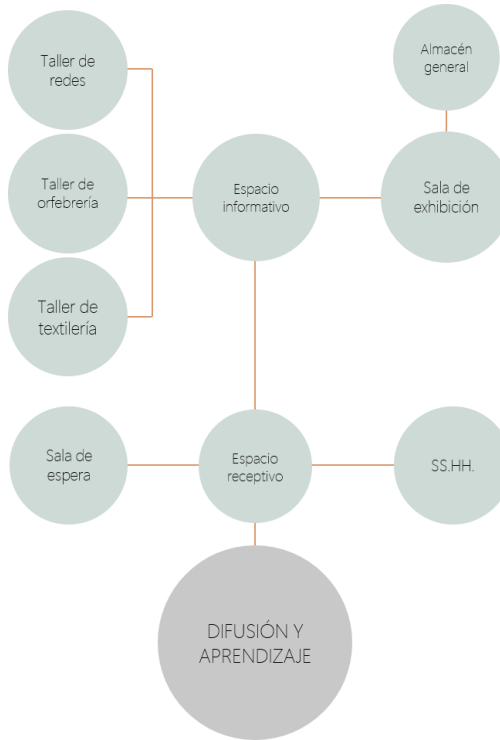 Taller de
redes
Almacén
general
Taller de
orfebrería
Espacio
informativo
Sala de
exhibición
Taller de
textilería
Sala de
espera
Espacio
receptivo
SS.HH.
DIFUSIÓN Y
APRENDIZAJE